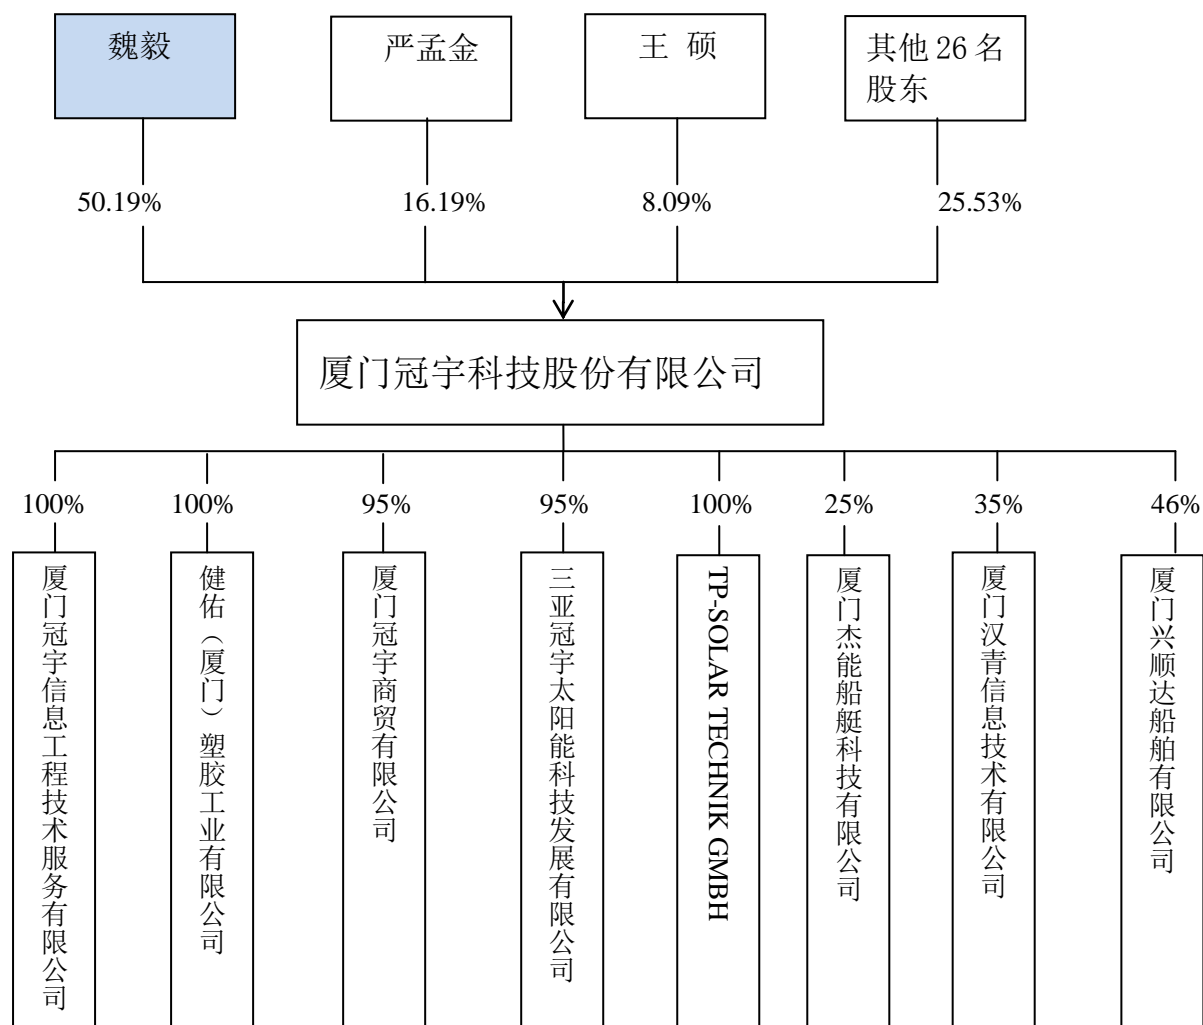 魏毅
严孟金
王 硕
其他 26 名
股东
50.19%
16.19%
8.09%
25.53%
厦门冠宇科技股份有限公司
100%
100%
95%
95%
100%
25%
35%
46%
厦门冠宇信息工程技术服务有限公司
健佑（厦门）塑胶工业有限公司
厦门冠宇商贸有限公司
三亚冠宇太阳能科技发展有限公司
TP-SOLAR TECHNIK GMBH
厦门杰能船艇科技有限公司
厦门汉青信息技术有限公司
厦门兴顺达船舶有限公司